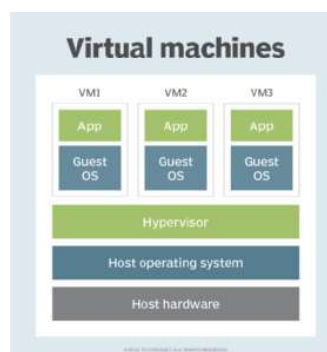 Virtual machines
VM1 VM2 VM3
App App App
Guest OS Guest OS Guest OS
Hypervisor
Host operating system
Host hardware